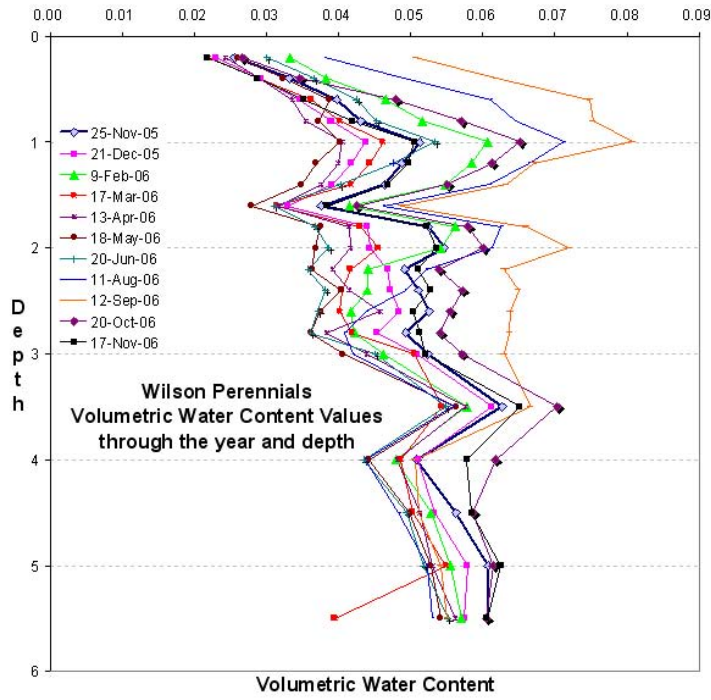 0.00 0.01 0.02 0.03 0.04 0.05 0.06 0.07 0.08 0.09
0
1
2
3
4
5
6
Depth
25-Nov-05
21-Dec-05
9-Feb-06
17-Mar-06
13-Apr-06
18-May-06
20-Jun-06
11-Aug-06
12-Sep-06
20-Oct-06
17-Nov-06
Wilson Perennials
Volumetric Water Content Values
through the year and depth
Volumetric Water Content